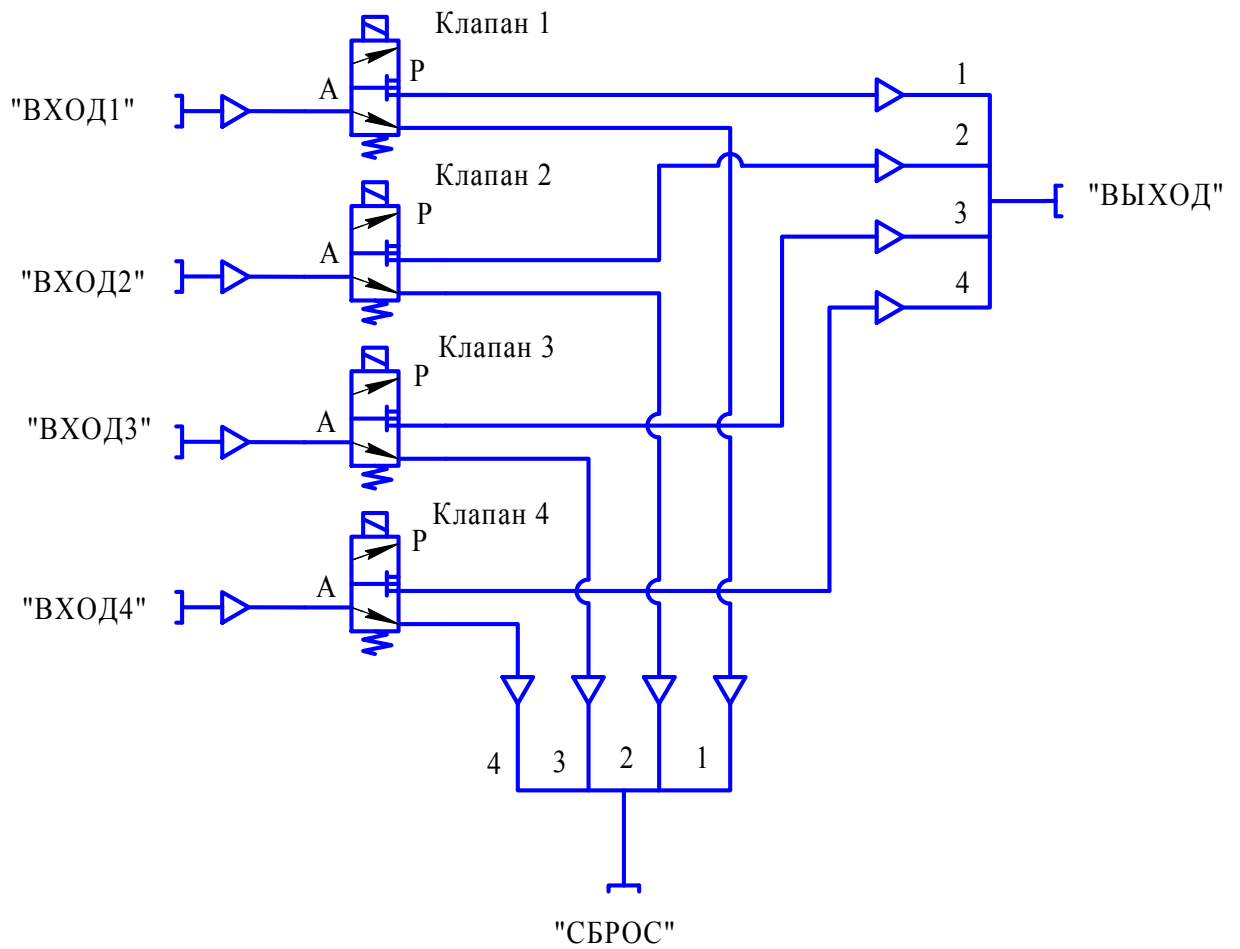 Клапан 1
Р
А
"ВХОД1"
1
2
Клапан 2
Р
А
"ВХОД2"
"ВЫХОД"
3
4
Клапан 3
Р
А
"ВХОД3"
Клапан 4
Р
А
"ВХОД4"
4
3
2
1
"СБРОС"